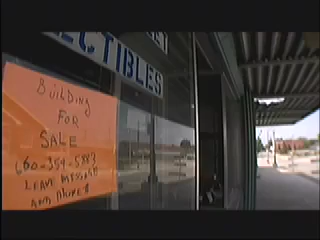 ECTIBLES
BUILDING
FOR
SALE
LEAVE MESSAGE
AND PHONE #